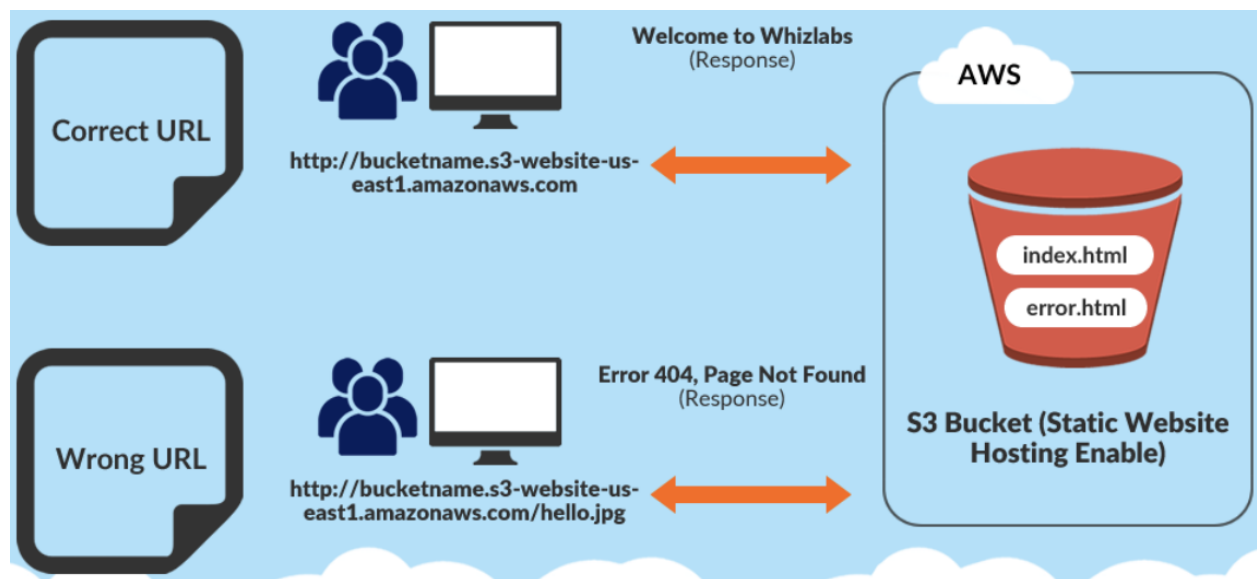 Correct URL
http://bucketname.s3-website-us-
east1.amazonaws.com
Welcome to Whizlabs
(Response)
AWS
index.html
error.html
S3 Bucket (Static Website
Hosting Enable)
Wrong URL
http://bucketname.s3-website-us-
east1.amazonaws.com/hello.jpg
Error 404, Page Not Found
(Response)